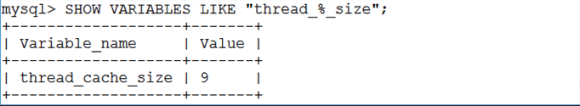 mysql> SHOW VARIABLES LIKE "thread_%_size";
+-------------------+-------+
| Variable_name     | Value |
+-------------------+-------+
| thread_cache_size | 9     |
+-------------------+-------+